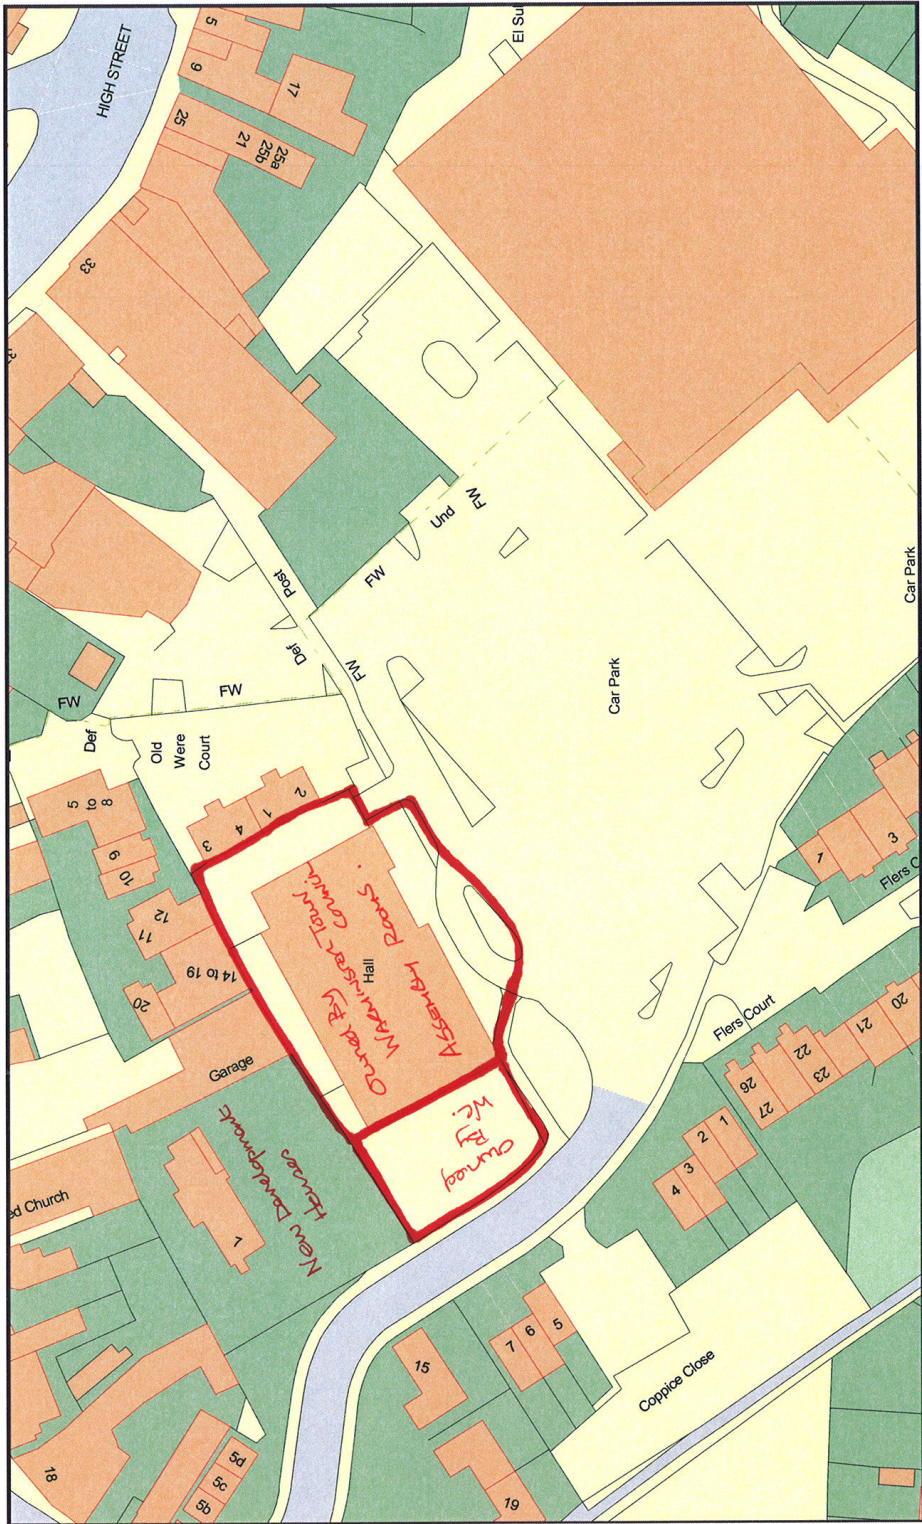 HIGH STREET
5
9
17
25
21
25b
25a
33
El Su
Post
Def
FW
FW
Und
FW
FW
FW
Def
Old
Were
Court
Car Park
Car Park
5
to
8
9
10
11
12
14 to 19
20
2
1
4
3
Garage
Hall
Owned By
Warminster Town
Council
Assembly Rooms.
Owned
By
WC.
New Development
Houses
ed Church
1
18
5d
5c
5b
15
19
7
6
5
4
3
2
1
Coppice Close
Flers Court
26
27
22
23
21
20
1
3
Flers C